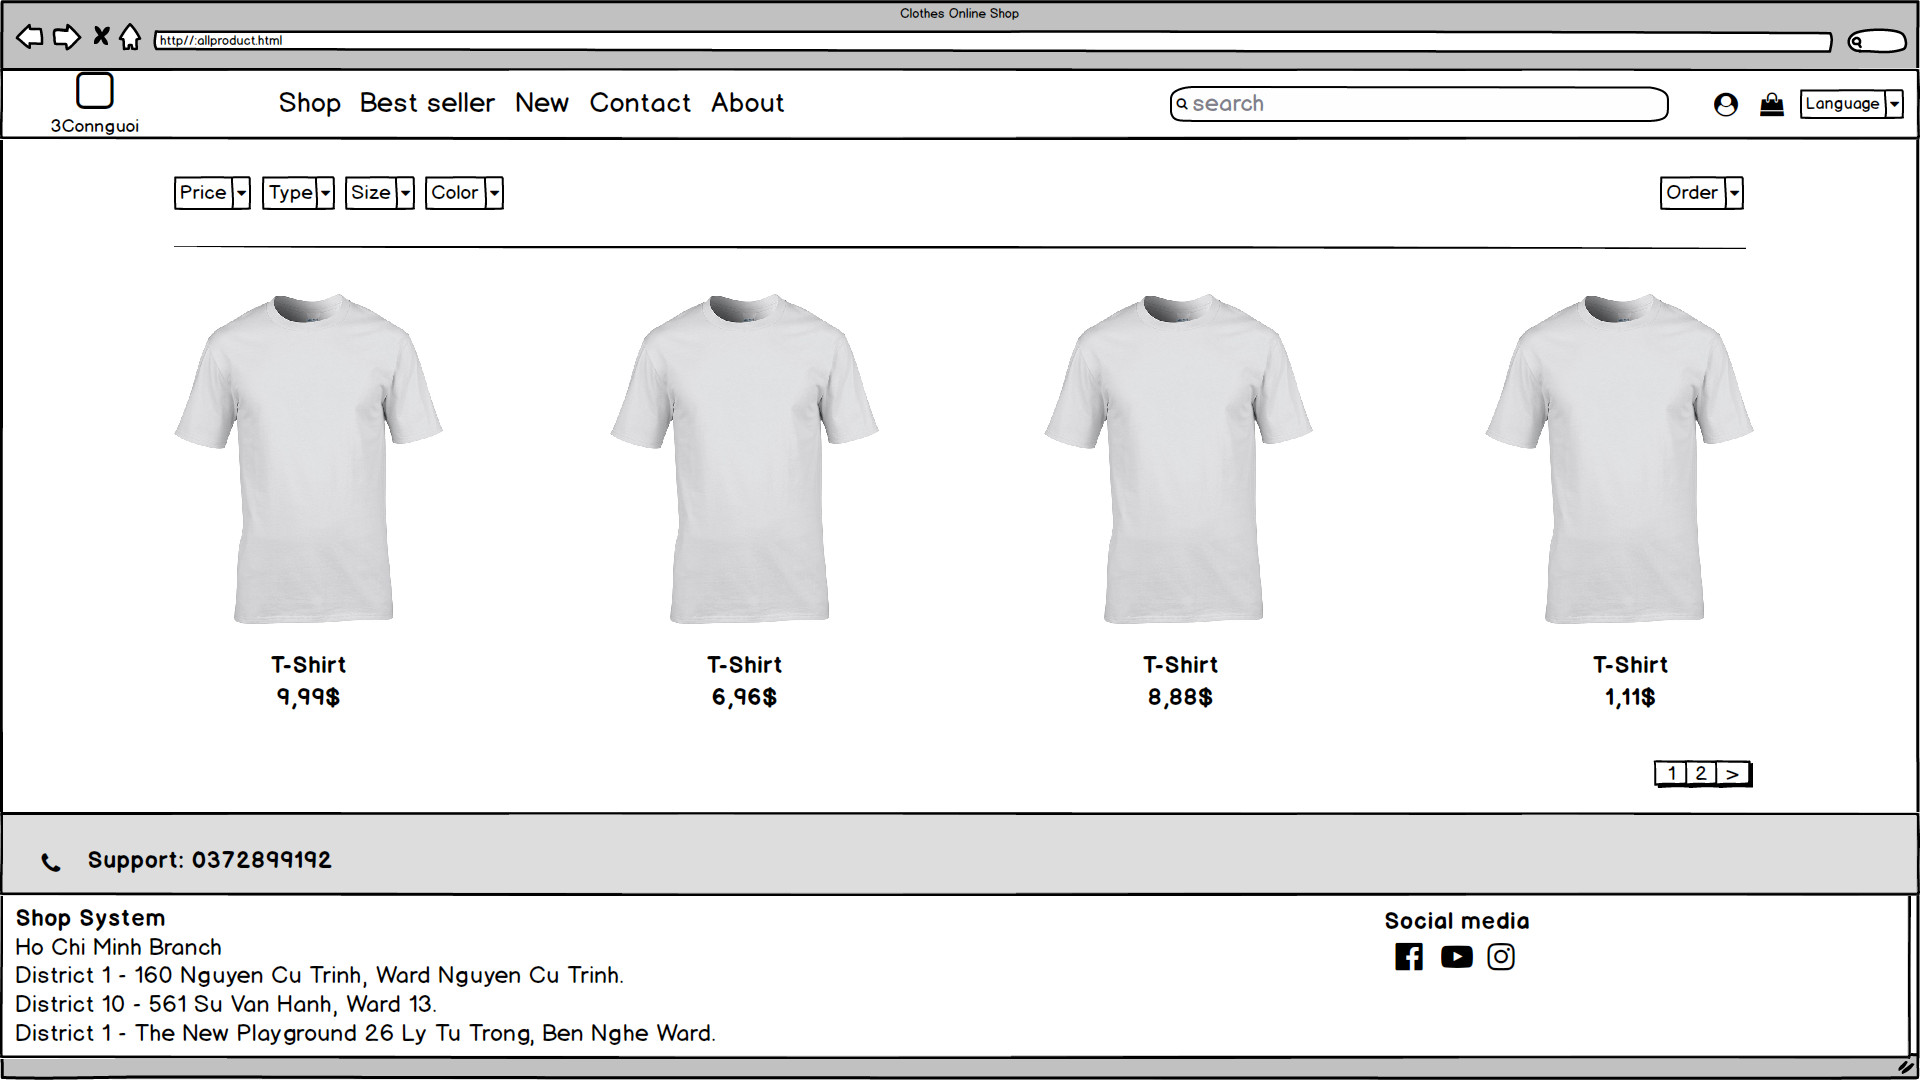 Clothes Online Shop
http//:allproduct.html
3Connguoi
Shop Best seller New Contact About
search
Language
Price Type Size Color
Order
T-Shirt T-Shirt T-Shirt T-Shirt
9,99$ 6,96$ 8,88$ 1,11$
1 2 >
Support: 0372899192
Shop System
Ho Chi Minh Branch
District 1 - 160 Nguyen Cu Trinh, Ward Nguyen Cu Trinh.
District 10 - 561 Su Van Hanh, Ward 13.
District 1 - The New Playground 26 Ly Tu Trong, Ben Nghe Ward.
Social media